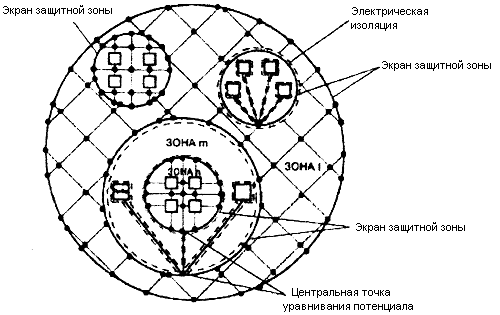 Экран защитной зоны
Электрическая
изоляция
Экран защитной зоны
ЗОНА m
ЗОНА n
ЗОНА l
Экран защитной зоны
Центральная точка
уравнивания потенциала